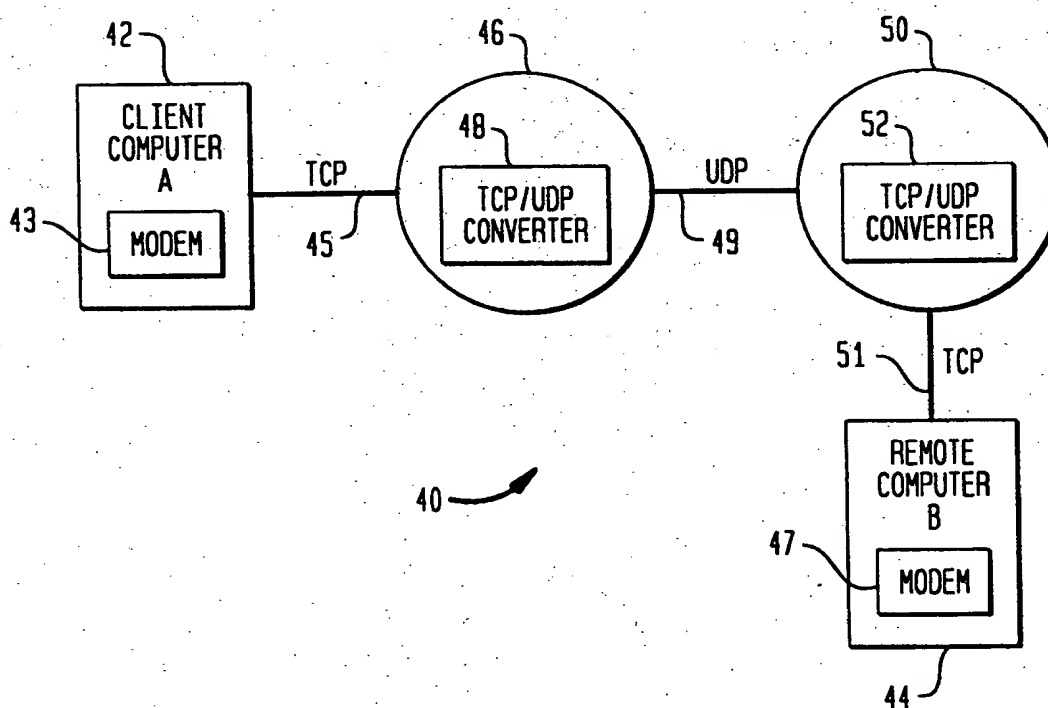 42
46
50
CLIENT
COMPUTER
A
43
MODEM
TCP
45
48
TCP/UDP
CONVERTER
UDP
49
52
TCP/UDP
CONVERTER
51
TCP
40
REMOTE
COMPUTER
B
47
MODEM
44